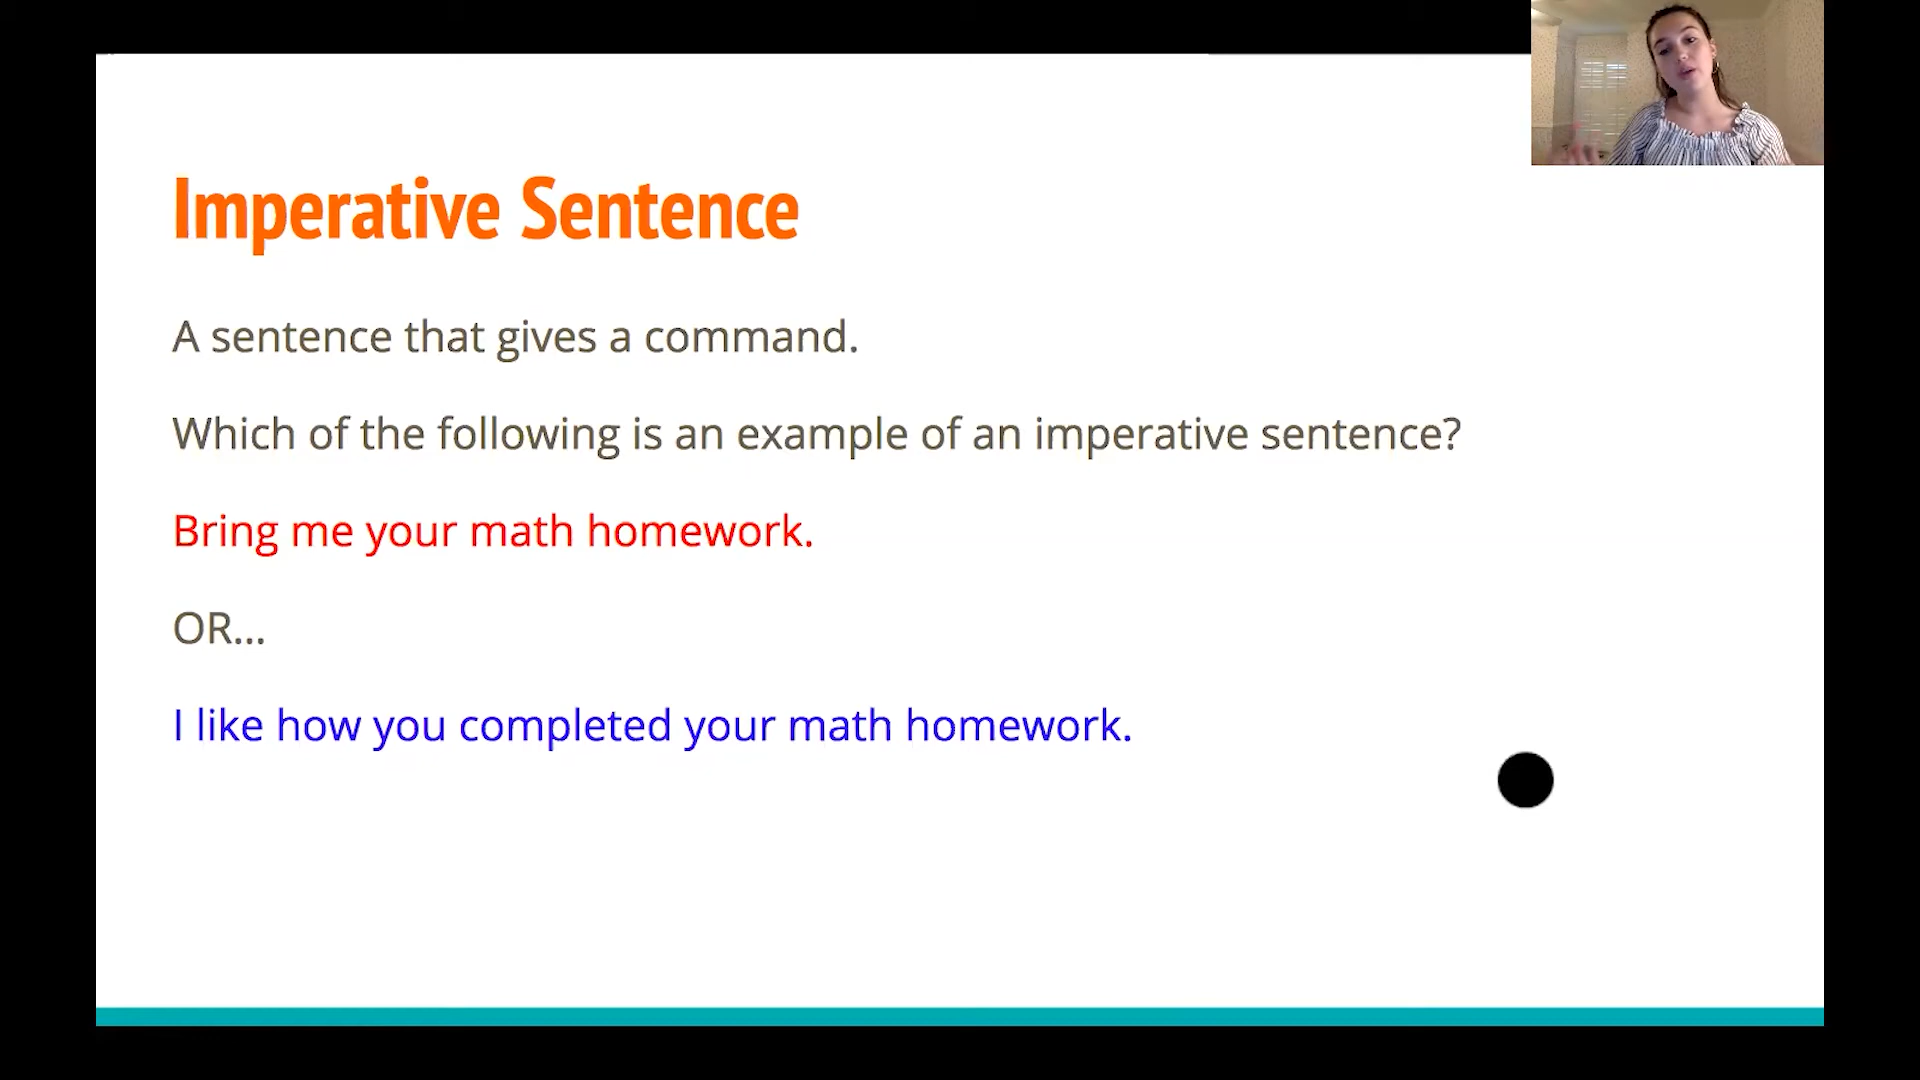 Imperative Sentence
A sentence that gives a command.
Which of the following is an example of an imperative sentence?
Bring me your math homework.
OR...
I like how you completed your math homework.